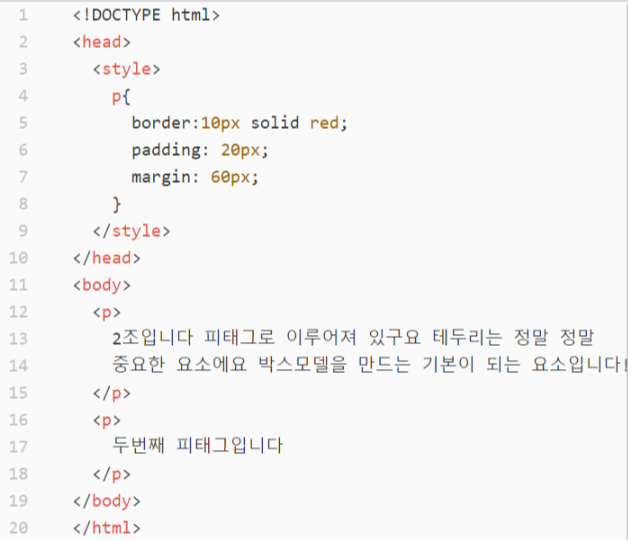 1 <!DOCTYPE html>
2 <head>
3 <style>
4 p{
5 border:10px solid red;
6 padding: 20px;
7 margin: 60px;
8 }
9 </style>
10 </head>
11 <body>
12 <p>
13 2조입니다 피태그로 이루어져 있구요 테두리는 정말 정말
14 중요한 요소에요 박스모델을 만드는 기본이 되는 요소입니다!
15 </p>
16 <p>
17 두번째 피태그입니다
18 </p>
19 </body>
20 </html>